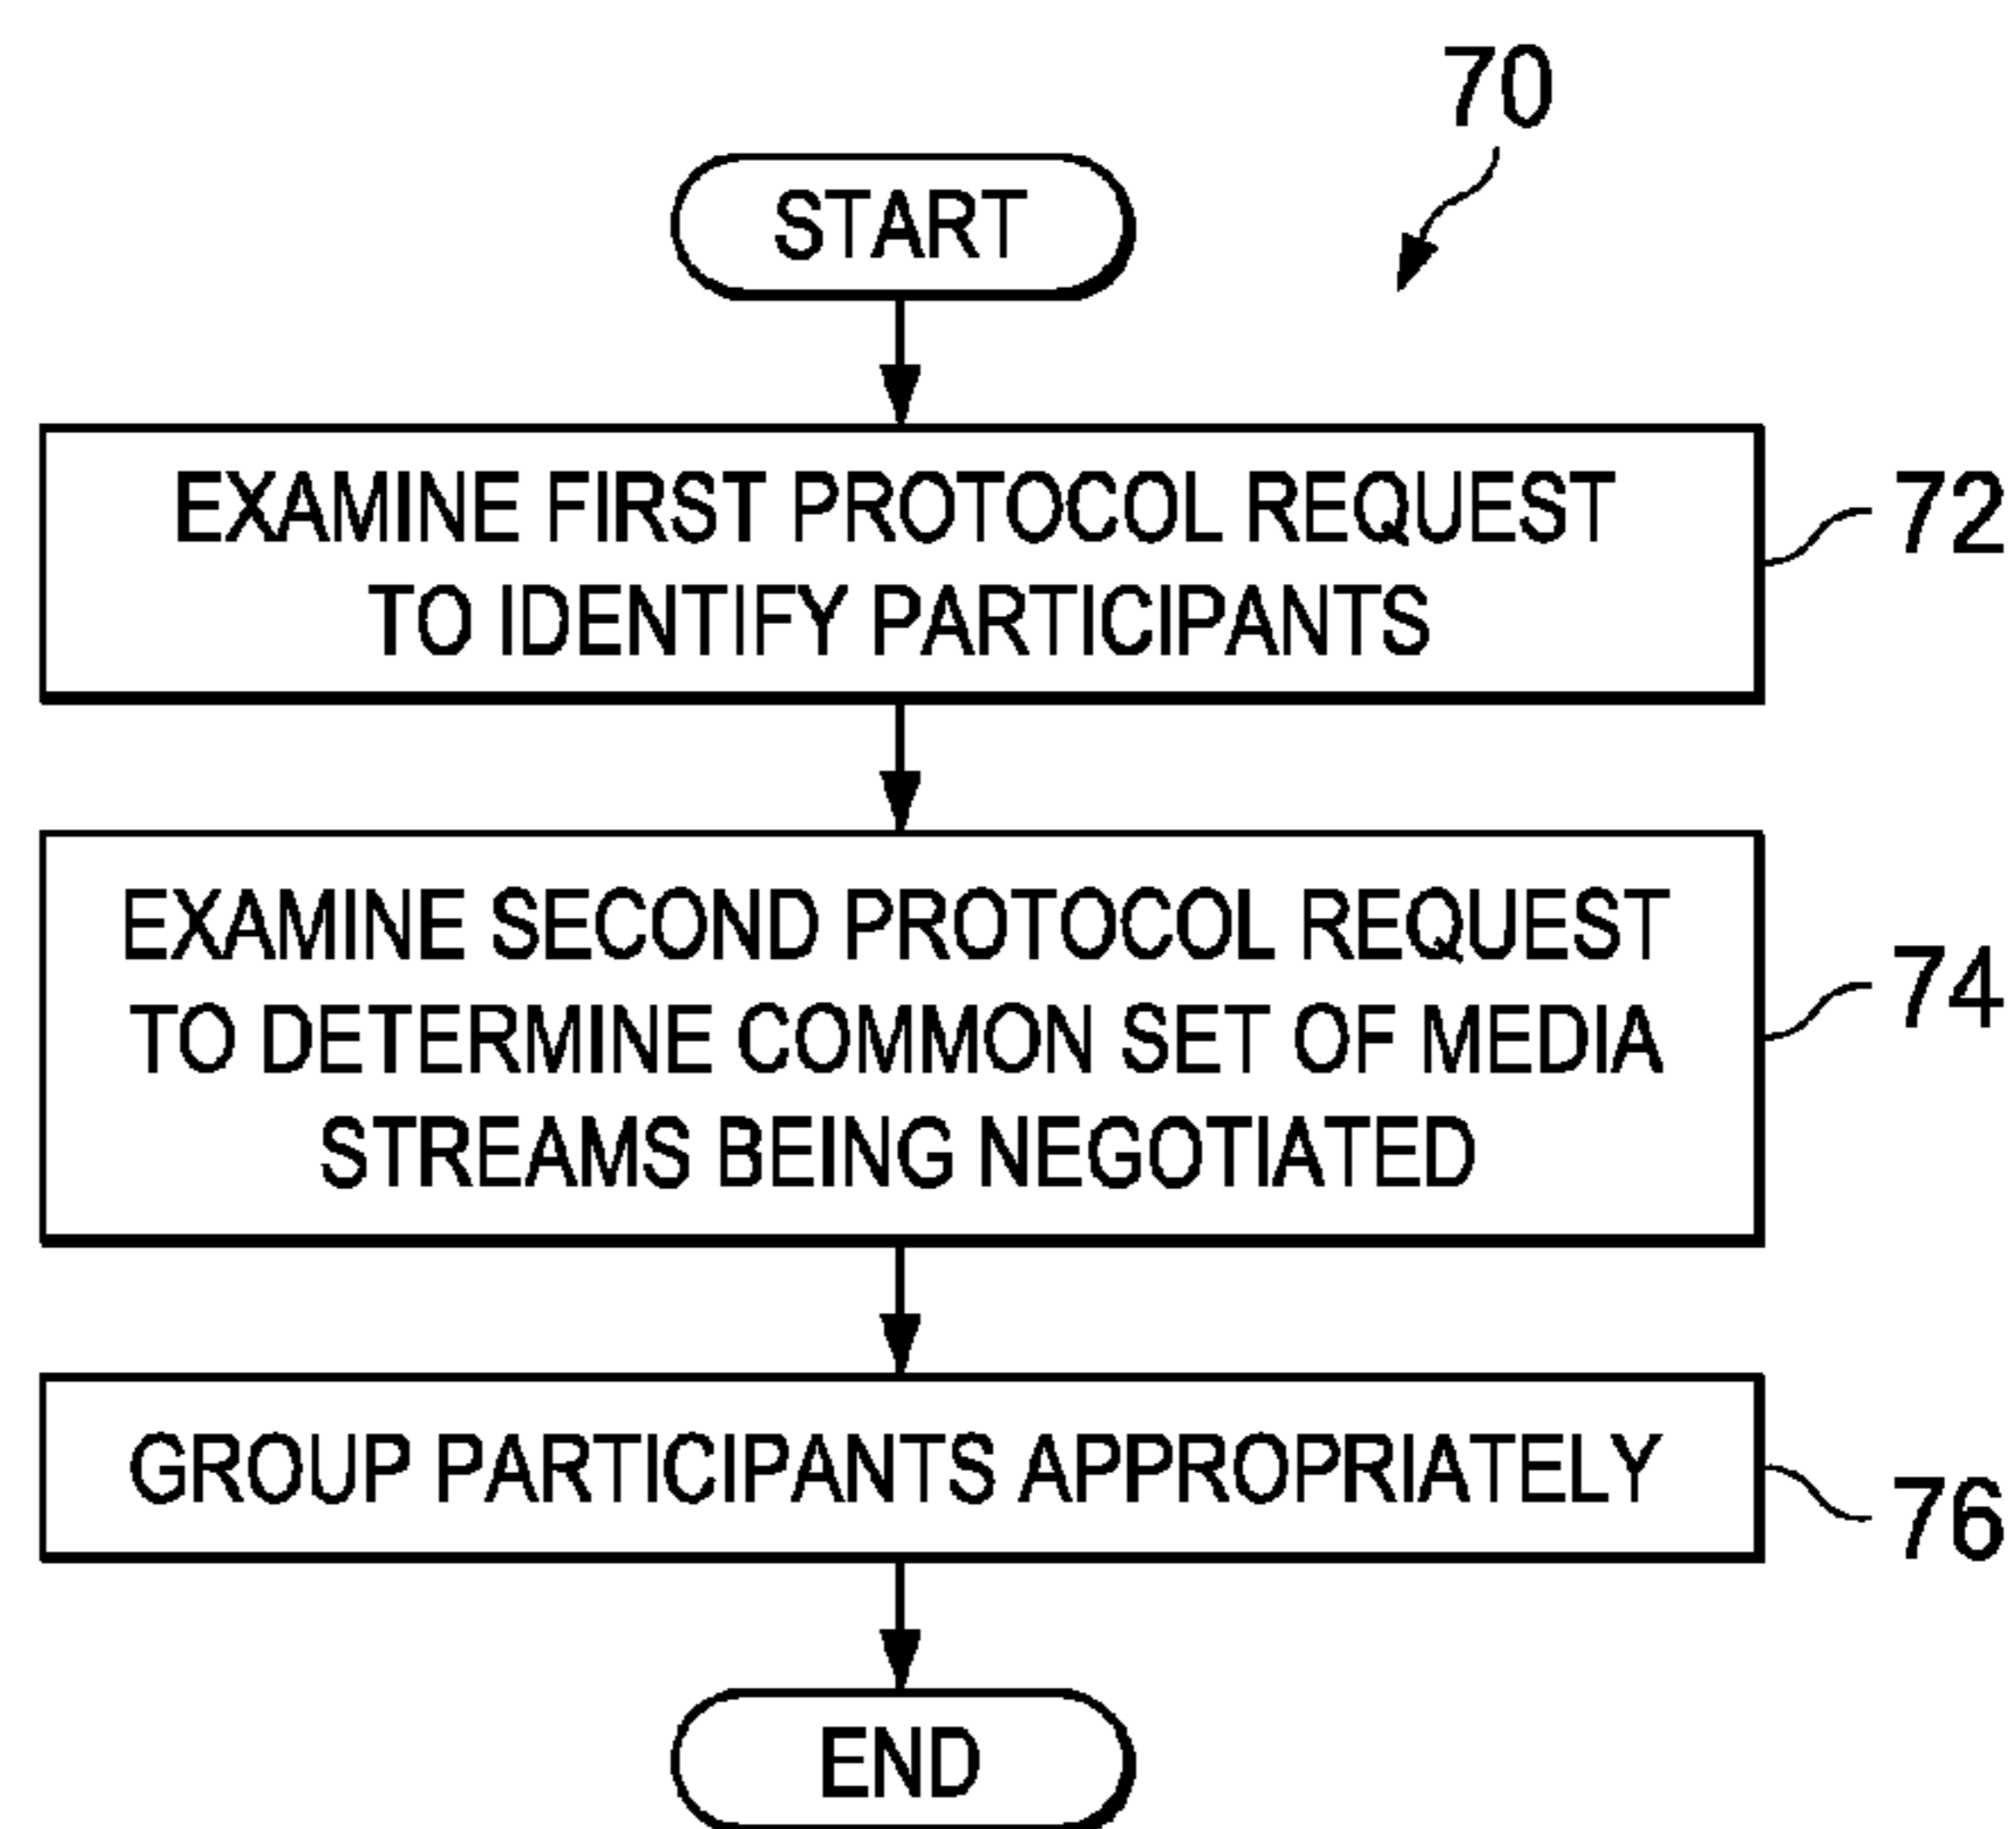 70
START
EXAMINE FIRST PROTOCOL REQUEST
TO IDENTIFY PARTICIPANTS
72
EXAMINE SECOND PROTOCOL REQUEST
TO DETERMINE COMMON SET OF MEDIA
STREAMS BEING NEGOTIATED
74
GROUP PARTICIPANTS APPROPRIATELY
76
END